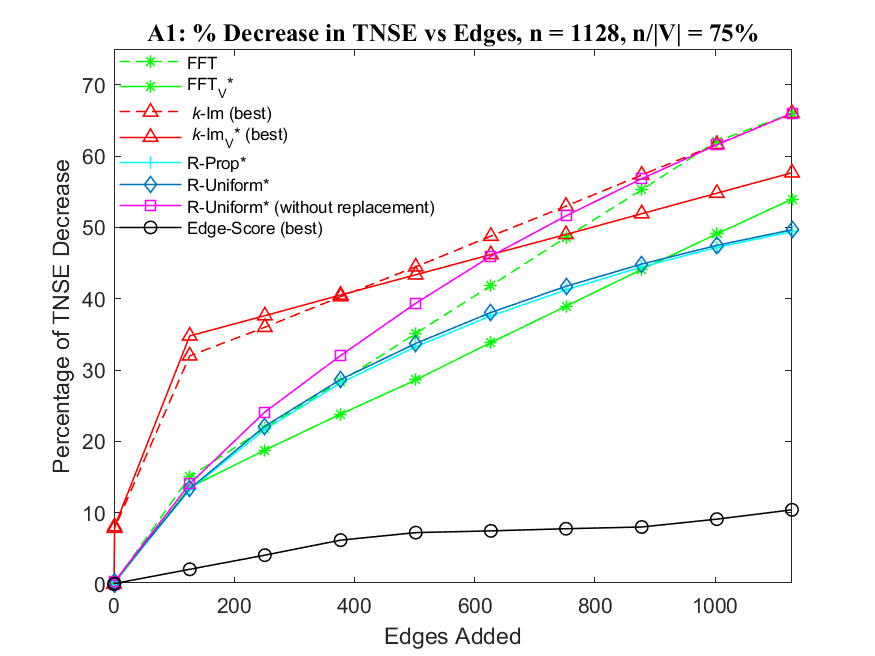 A1: % Decrease in TNSE vs Edges, n = 1128, n/|V| = 75%
FFT
FFT_V*
k-Im (best)
k-Im_V* (best)
R-Prop*
R-Uniform*
R-Uniform* (without replacement)
Edge-Score (best)
Percentage of TNSE Decrease
70
60
50
40
30
20
10
0
0 200 400 600 800 1000
Edges Added